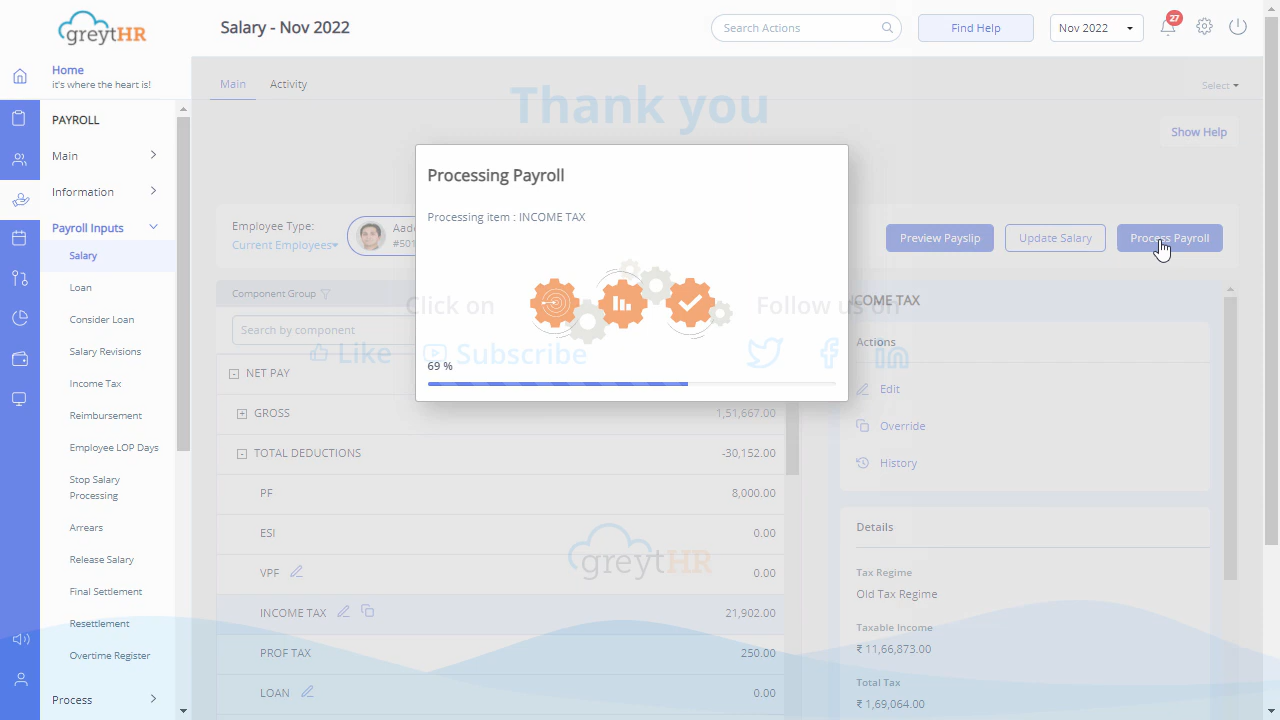 greytHR
Salary - Nov 2022
Search Actions
Find Help
Nov 2022
27
Home
it's where the heart is!
Main
Activity
Select
Thank you
PAYROLL
Show Help
Main
Information
Payroll Inputs
Salary
Loan
Consider Loan
Salary Revisions
Income Tax
Reimbursement
Employee LOP Days
Stop Salary
Processing
Arrears
Release Salary
Final Settlement
Resettlement
Overtime Register
Process
Employee Type:
Current Employees
Aad
#501
Processing Payroll
Processing item : INCOME TAX
69 %
Preview Payslip
Update Salary
Process Payroll
Component Group
Search by component
Click on
Follow us on
Like
Subscribe
NET PAY
GROSS
1,51,667.00
TOTAL DEDUCTIONS
-30,152.00
PF
8,000.00
ESI
0.00
VPF
0.00
INCOME TAX
21,902.00
PROF TAX
250.00
LOAN
0.00
greytHR
COME TAX
Actions
Edit
Override
History
Details
Tax Regime
Old Tax Regime
Taxable Income
₹ 11,66,873.00
Total Tax
₹ 1,69,064.00